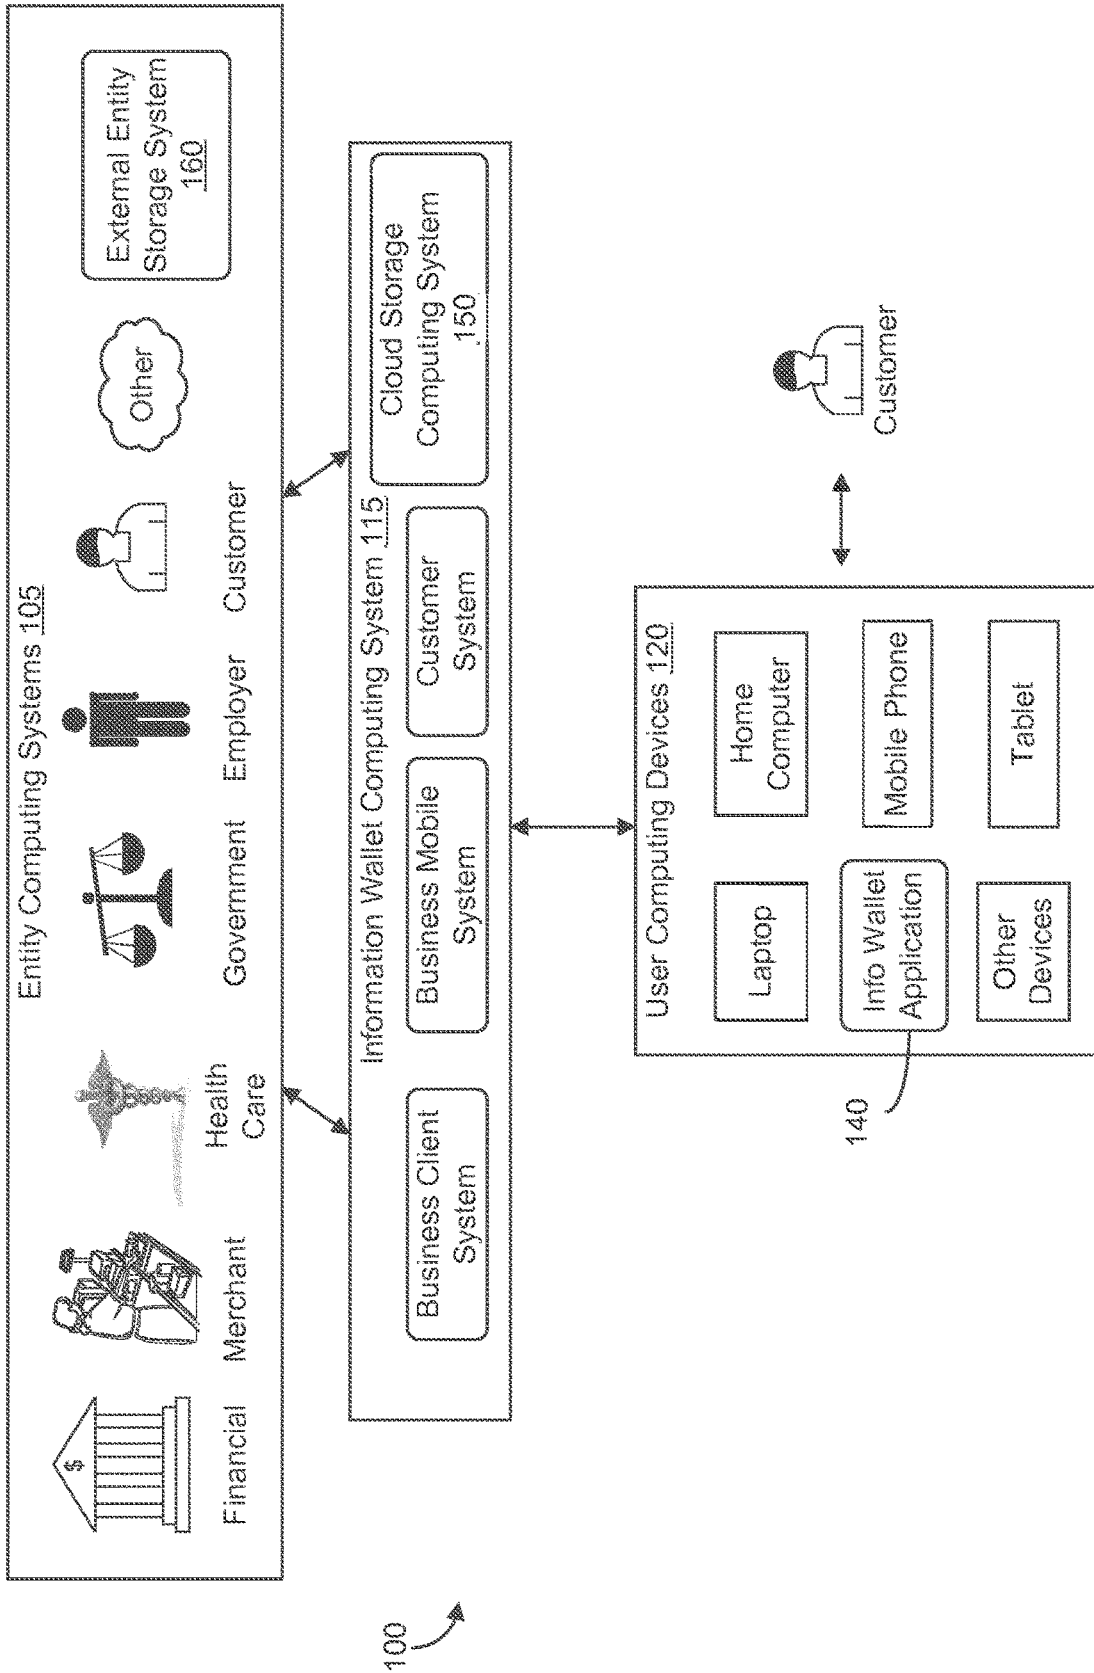 Entity Computing Systems 105
$
Financial
Merchant
Health
Care
Government
Employer
Customer
Other
External Entity
Storage System
160
100
Information Wallet Computing System 115
Business Client
System
Business Mobile
System
Customer
System
Cloud Storage
Computing System
150
User Computing Devices 120
Laptop
Home
Computer
140
Info Wallet
Application
Mobile Phone
Other
Devices
Tablet
Customer